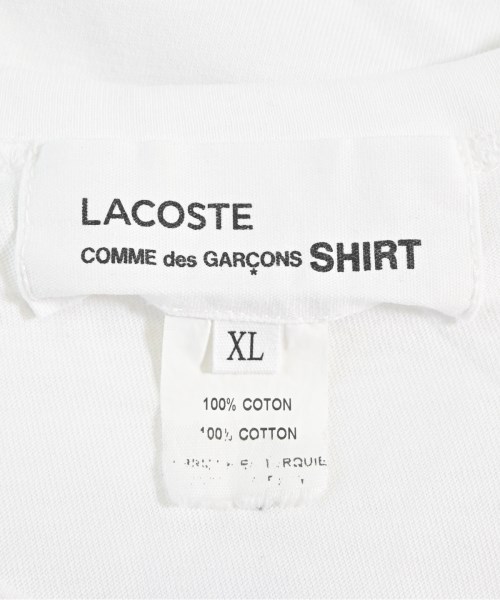 LACOSTE
COMME des GARÇONS SHIRT
*
XL
100% COTON
100% COTTON